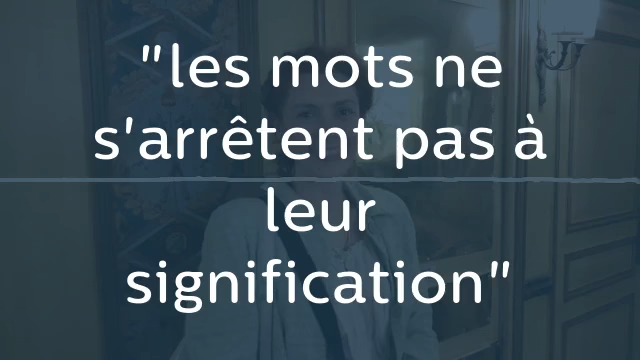 "les mots ne
s'arrêtent pas à
leur
signification"